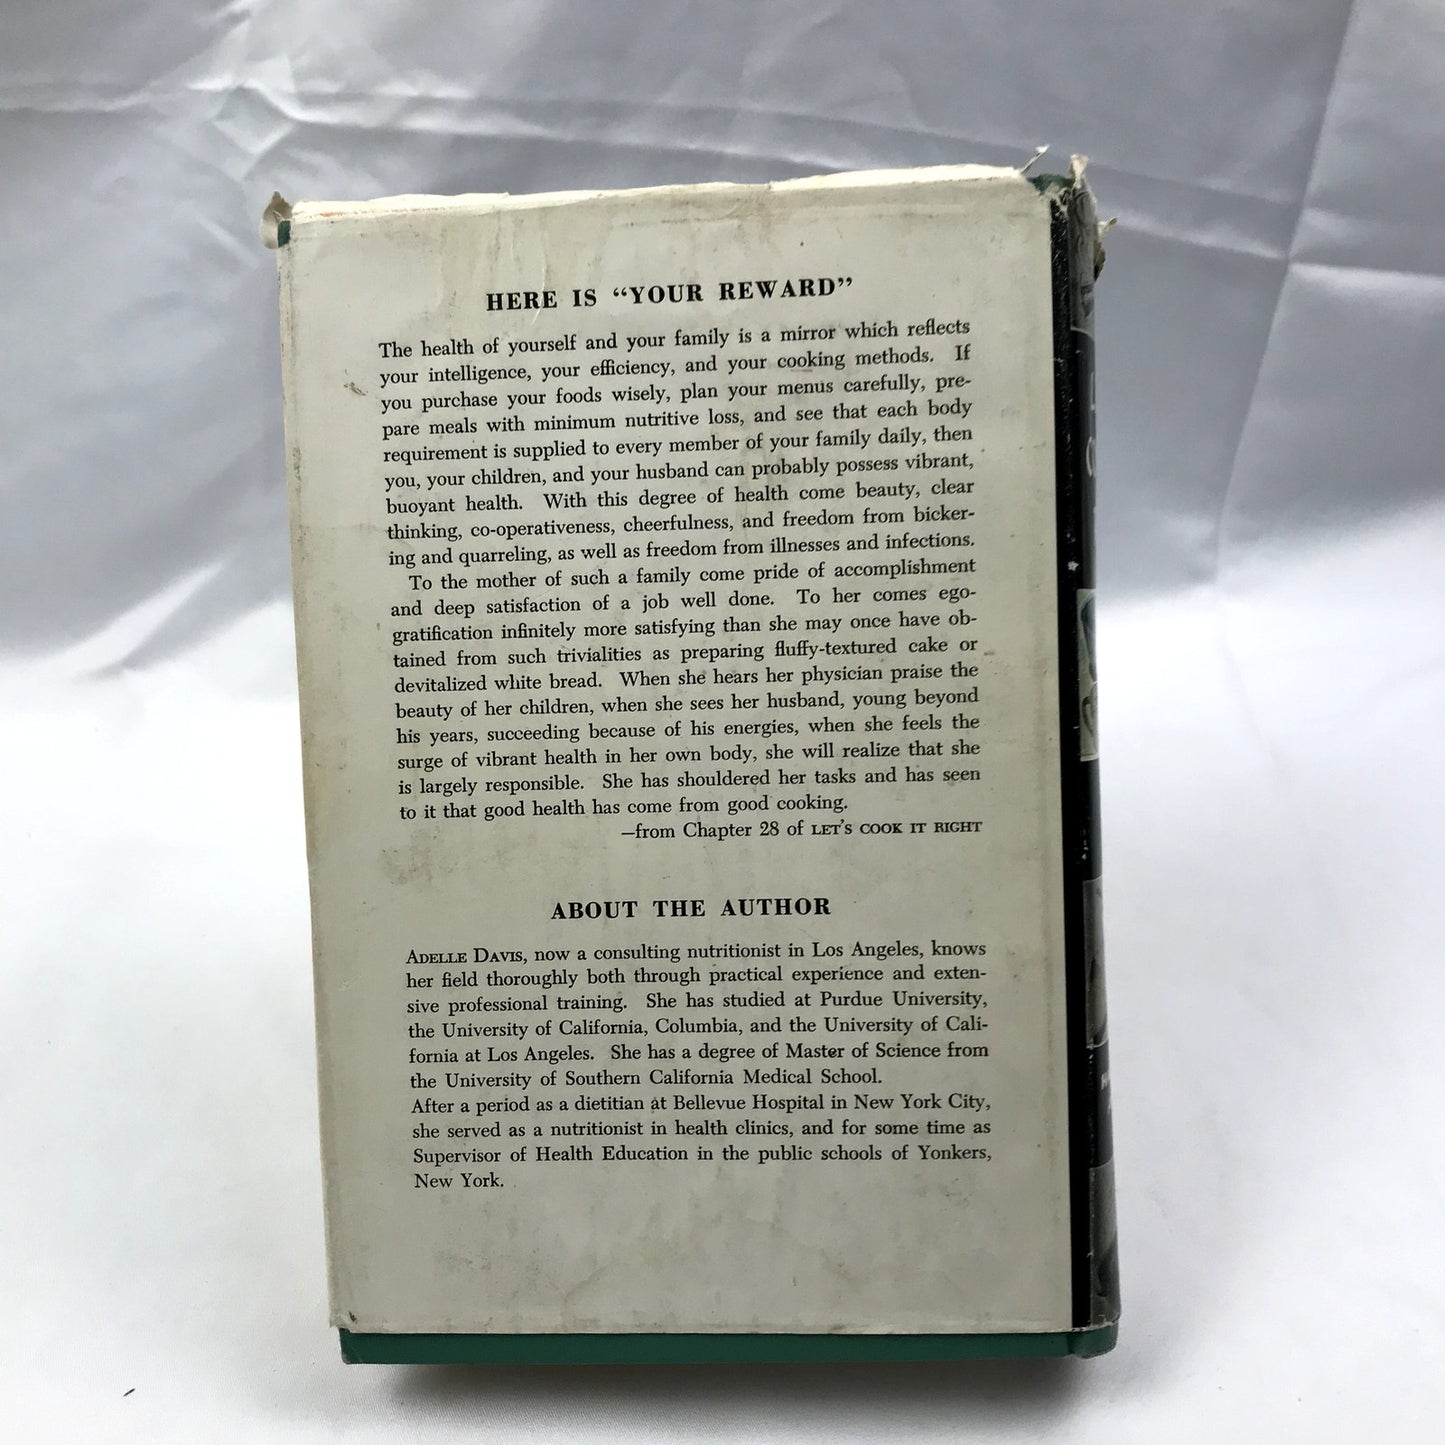 HERE IS “YOUR REWARD”
The health of yourself and your family is a mirror which reflects
your intelligence, your efficiency, and your cooking methods. If
you purchase your foods wisely, plan your menus carefully, pre-
pare meals with minimum nutritive loss, and see that each body
requirement is supplied to every member of your family daily, then
you, your children, and your husband can probably possess vibrant,
buoyant health. With this degree of health come beauty, clear
thinking, co-operativeness, cheerfulness, and freedom from bicker-
ing and quarreling, as well as freedom from illnesses and infections.
To the mother of such a family come pride of accomplishment
and deep satisfaction of a job well done. To her comes ego-
gratification infinitely more satisfying than she may once have ob-
tained from such trivialities as preparing fluffy-textured cake or
devitalized white bread. When she hears her physician praise the
beauty of her children, when she sees her husband, young beyond
his years, succeeding because of his energies, when she feels the
surge of vibrant health in her own body, she will realize that she
is largely responsible. She has shouldered her tasks and has seen
to it that good health has come from good cooking.
—from Chapter 28 of LET'S COOK IT RIGHT
ABOUT THE AUTHOR
ADELLE DAVIS, now a consulting nutritionist in Los Angeles, knows
her field thoroughly both through practical experience and exten-
sive professional training. She has studied at Purdue University,
the University of California, Columbia, and the University of Cali-
fornia at Los Angeles. She has a degree of Master of Science from
the University of Southern California Medical School.
After a period as a dietitian at Bellevue Hospital in New York City,
she served as a nutritionist in health clinics, and for some time as
Supervisor of Health Education in the public schools of Yonkers,
New York.